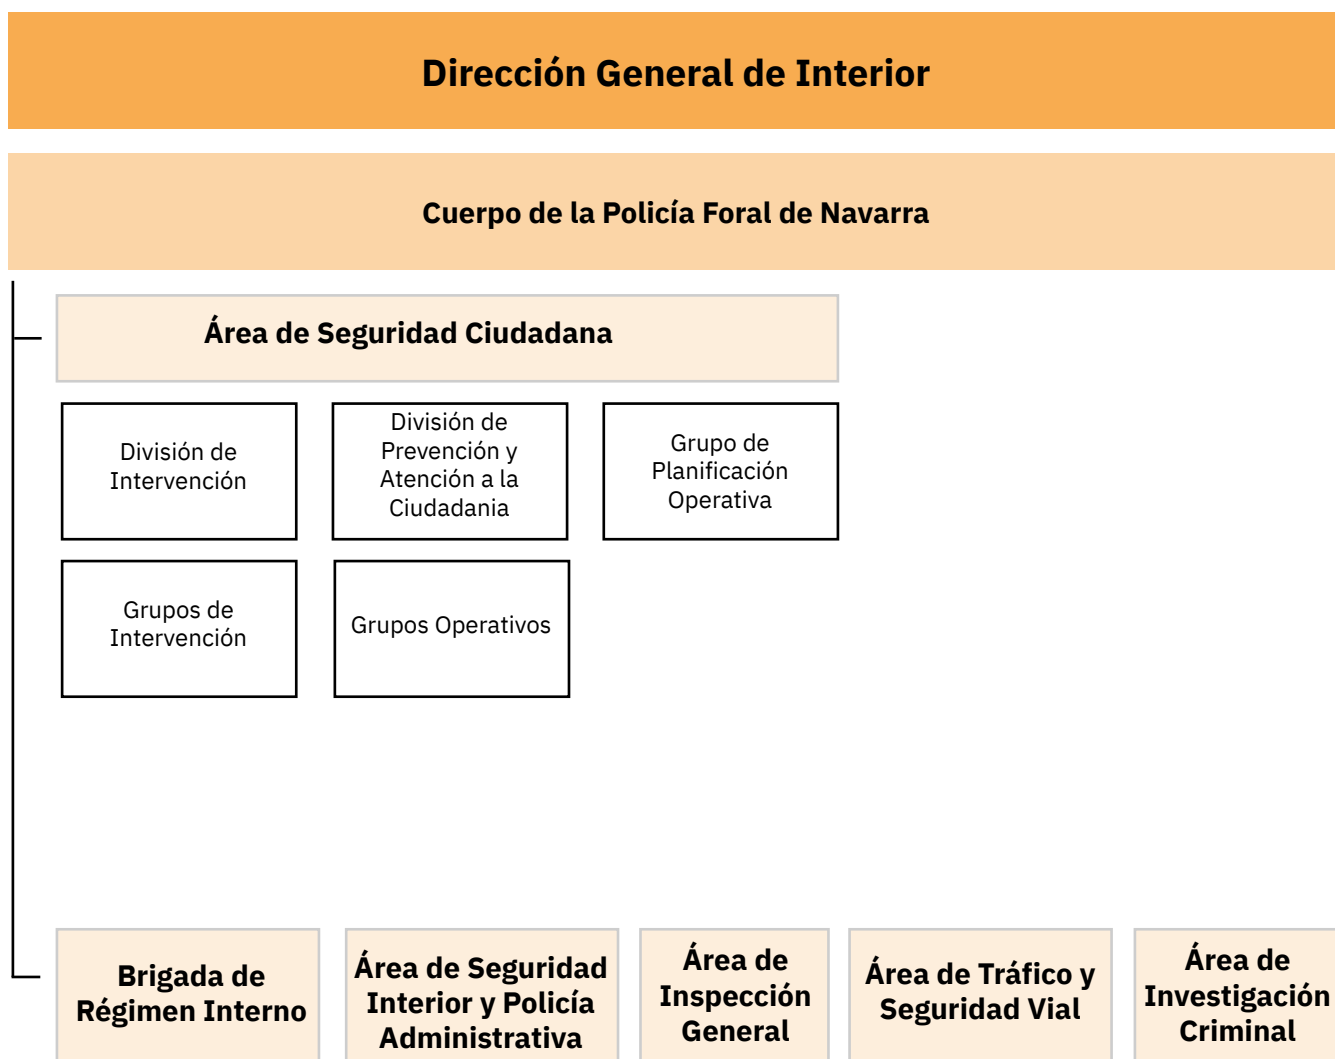 Dirección General de Interior
Cuerpo de la Policía Foral de Navarra
Área de Seguridad Ciudadana
División de
Intervención
División de
Prevención y
Atención a la
Ciudadania
Grupo de
Planificación
Operativa
Grupos de
Intervención
Grupos Operativos
Brigada de
Régimen Interno
Área de Seguridad
Interior y Policía
Administrativa
Área de
Inspección
General
Área de Tráfico y
Seguridad Vial
Área de
Investigación
Criminal